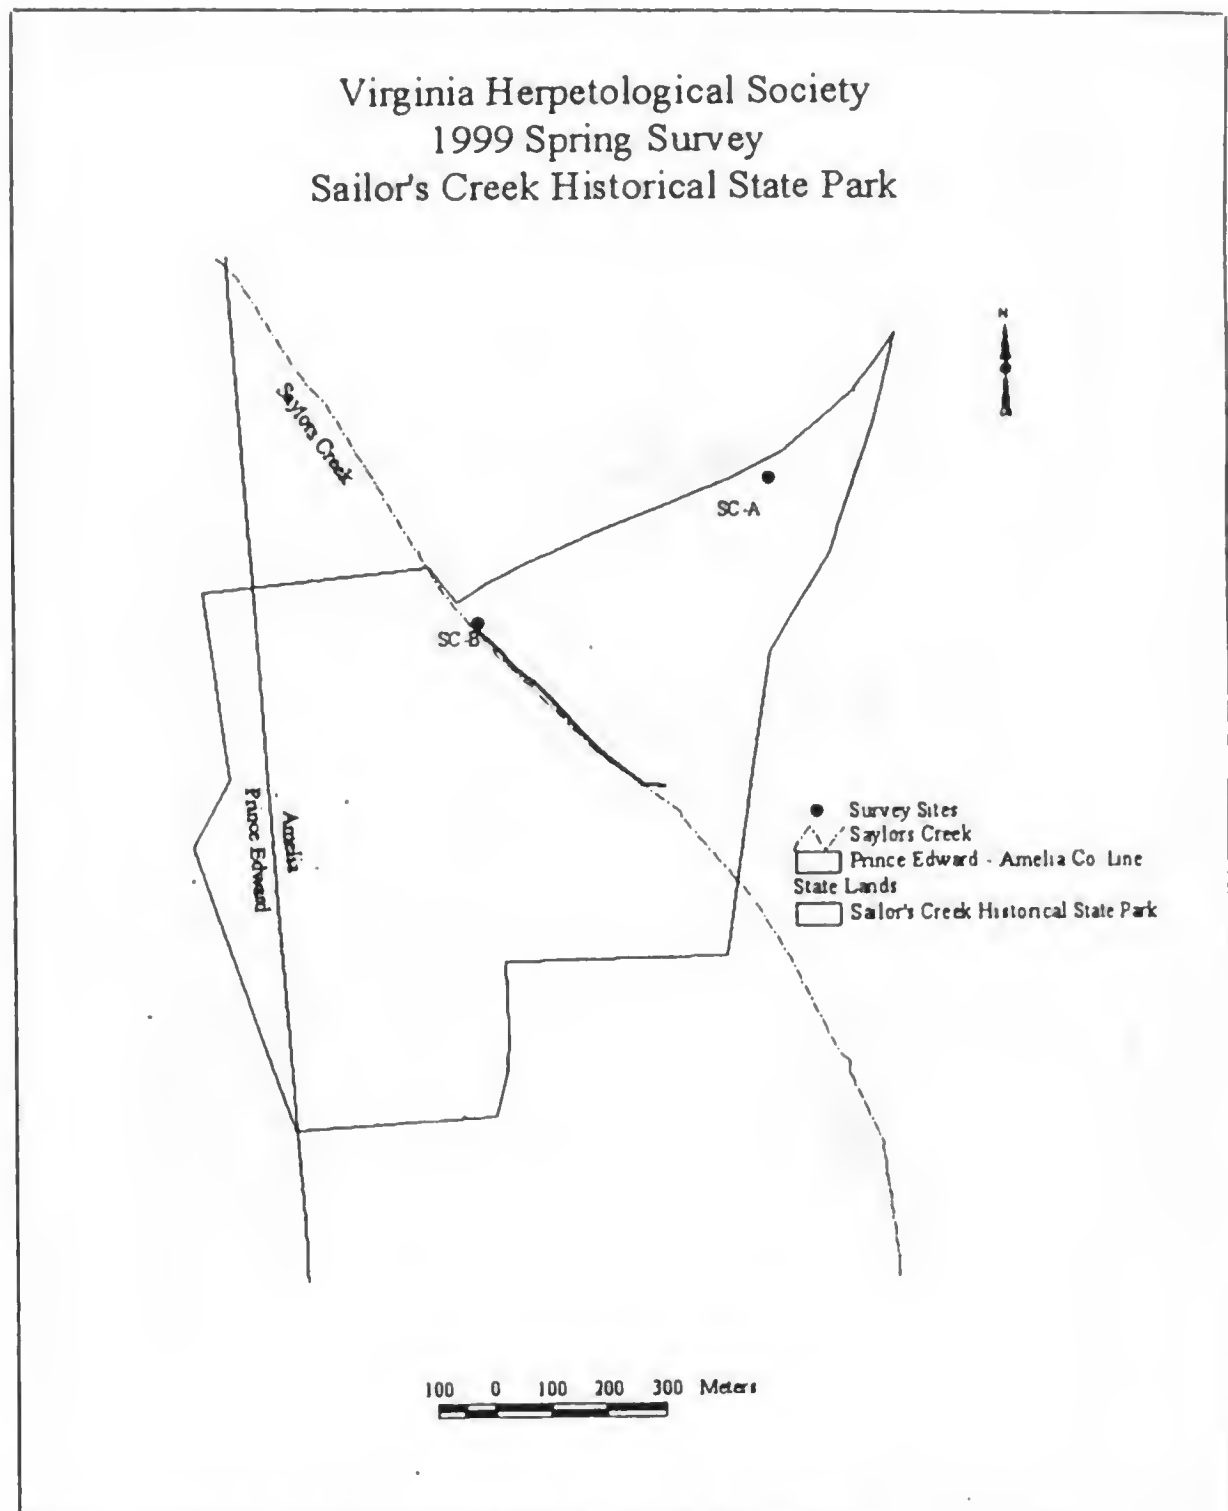 Virginia Herpetological Society
1999 Spring Survey
Sailor's Creek Historical State Park
N
Saylors Creek
SC-A
SC-B
Amelia
Prince Edward
Survey Sites
Saylors Creek
Prince Edward - Amelia Co Line
State Lands
Sailor's Creek Historical State Park
100 0 100 200 300 Meters